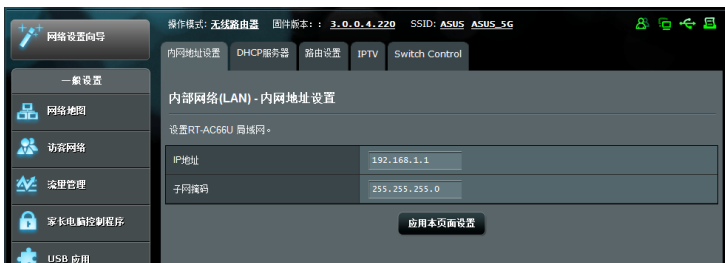 网络设置向导
操作模式: 无线路由器 固件版本: : 3.0.0.4.220 SSID: ASUS ASUS_5G
内网地址设置 DHCP服务器 路由设置 IPTV Switch Control
一般设置
网络地图
访客网络
流里管理
家长电脑控制程序
USB 应用
内部网络(LAN) - 内网地址设置
设置RT-AC66U 局域网。
IP地址 192.168.1.1
子网掩码 255.255.255.0
应用本页面设置